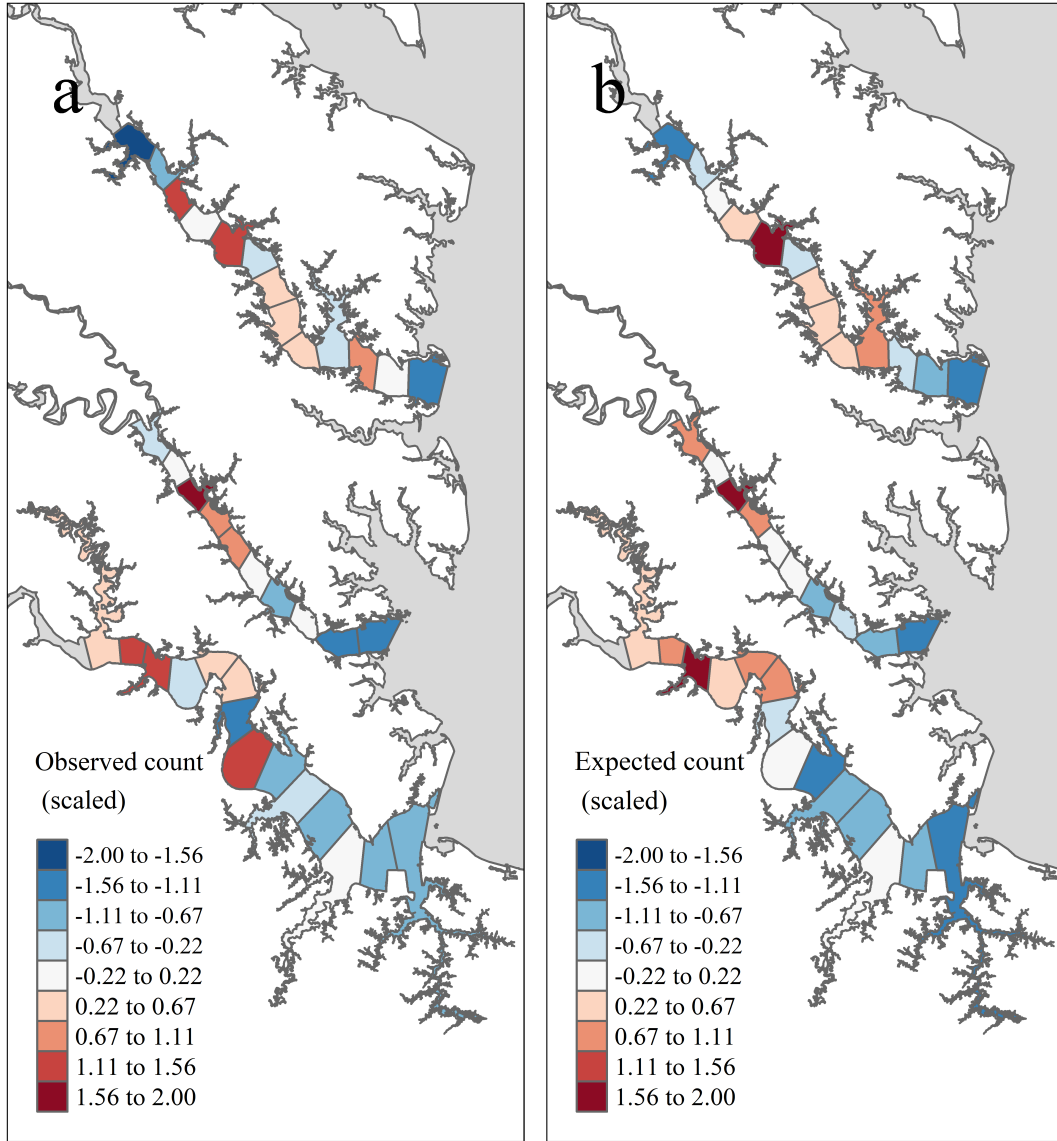 a
Observed count
(scaled)
-2.00 to -1.56
-1.56 to -1.11
-1.11 to -0.67
-0.67 to -0.22
-0.22 to 0.22
0.22 to 0.67
0.67 to 1.11
1.11 to 1.56
1.56 to 2.00
b
Expected count
(scaled)
-2.00 to -1.56
-1.56 to -1.11
-1.11 to -0.67
-0.67 to -0.22
-0.22 to 0.22
0.22 to 0.67
0.67 to 1.11
1.11 to 1.56
1.56 to 2.00